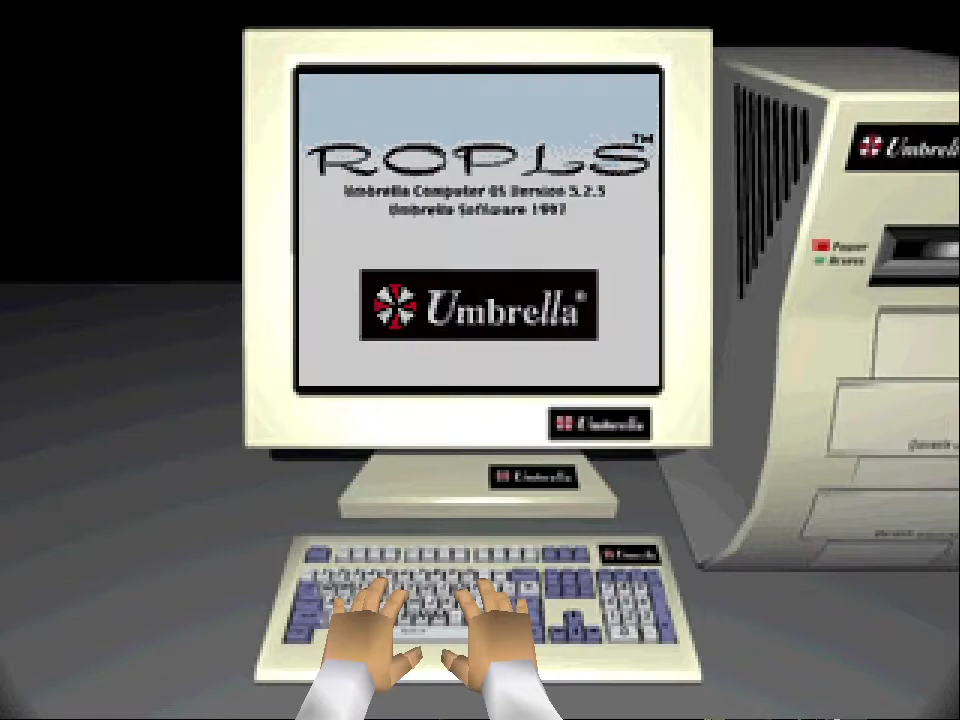 ROPLS™
Umbrella Computer OS Version 5.2.5
Umbrella Software 1997
Umbrella®
Umbrella
Umbrella
Umbrella
Umbrella
Power
Access